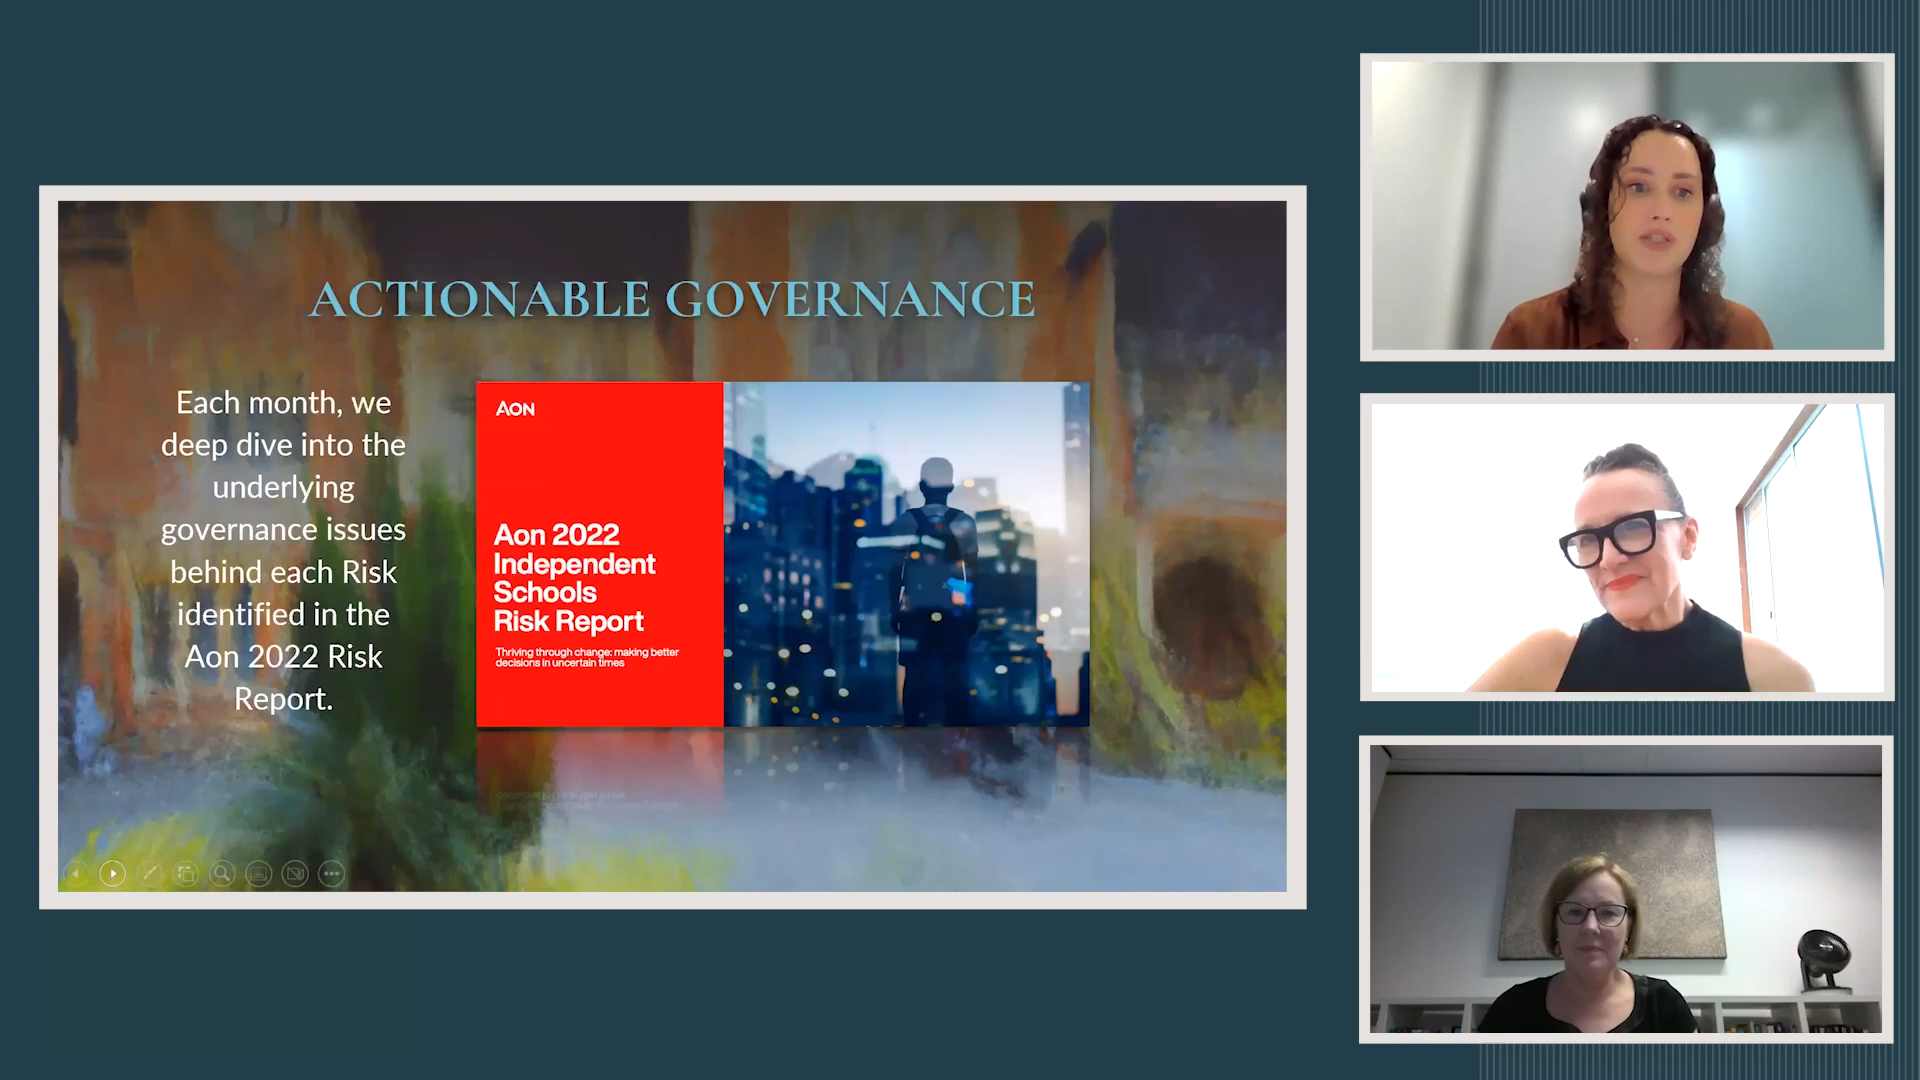 ACTIONABLE GOVERNANCE
Each month, we
deep dive into the
underlying
governance issues
behind each Risk
identified in the
Aon 2022 Risk
Report.
AON
Aon 2022
Independent
Schools
Risk Report
Thriving through change: making better
decisions in uncertain times